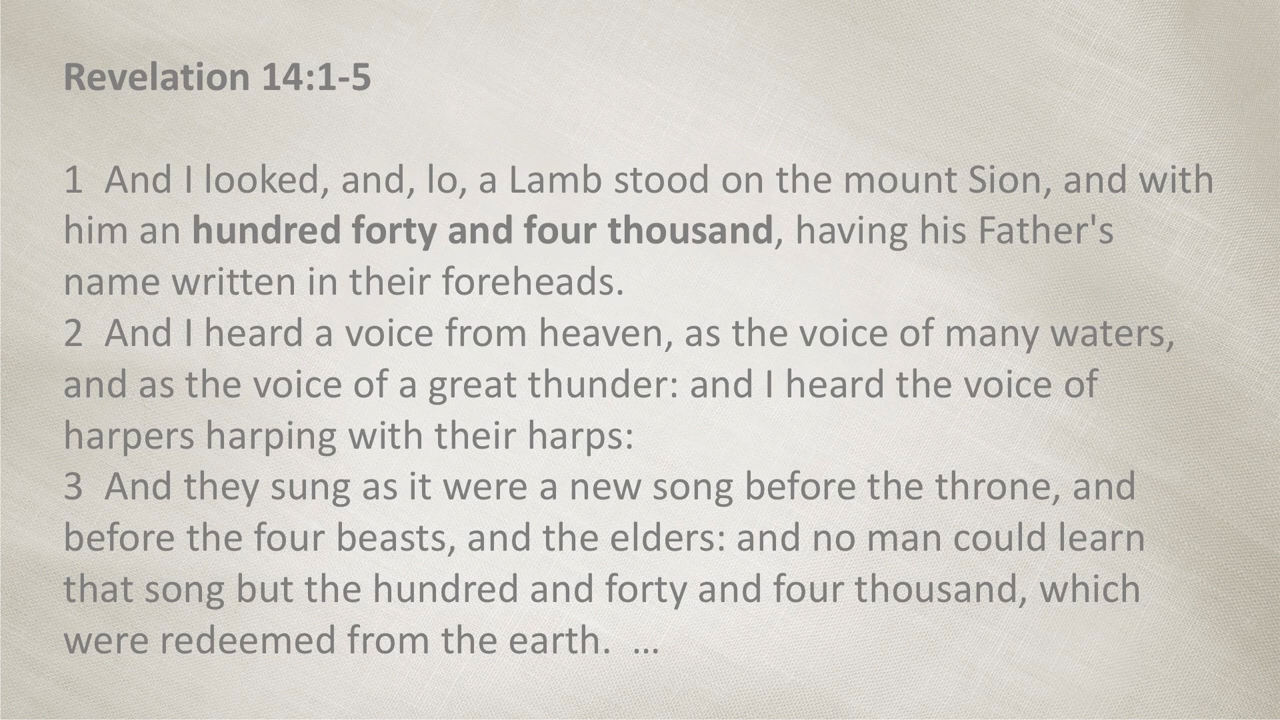 Revelation 14:1-5
1  And I looked, and, lo, a Lamb stood on the mount Sion, and with
him an hundred forty and four thousand, having his Father's
name written in their foreheads.
2  And I heard a voice from heaven, as the voice of many waters,
and as the voice of a great thunder: and I heard the voice of
harpers harping with their harps:
3  And they sung as it were a new song before the throne, and
before the four beasts, and the elders: and no man could learn
that song but the hundred and forty and four thousand, which
were redeemed from the earth.  …